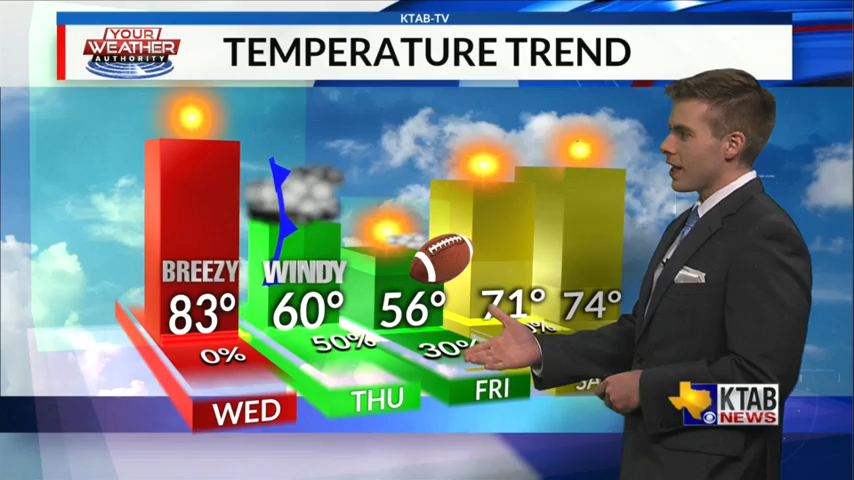 KTAB-TV
YOUR
WEATHER
AUTHORITY
TEMPERATURE TREND
BREEZY
WINDY
83° 60° 56° 71° 74°
0% 50% 30%
WED THU FRI
KTAB
NEWS